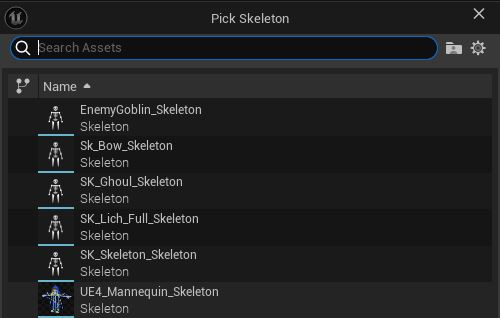 Pick Skeleton
Search Assets
Name
EnemyGoblin_Skeleton
Skeleton
Sk_Bow_Skeleton
Skeleton
SK_Ghoul_Skeleton
Skeleton
SK_Lich_Full_Skeleton
Skeleton
SK_Skeleton_Skeleton
Skeleton
UE4_Mannequin_Skeleton
Skeleton